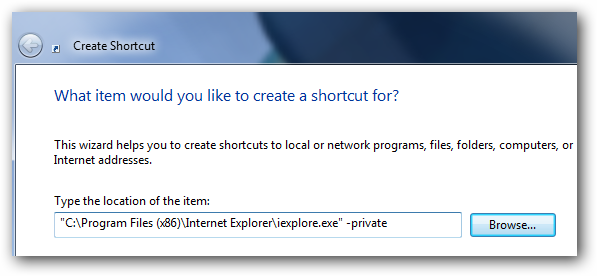 Create Shortcut
What item would you like to create a shortcut for?
This wizard helps you to create shortcuts to local or network programs, files, folders, computers, or
Internet addresses.
Type the location of the item:
"C:\Program Files (x86)\Internet Explorer\iexplore.exe" -private
Browse...